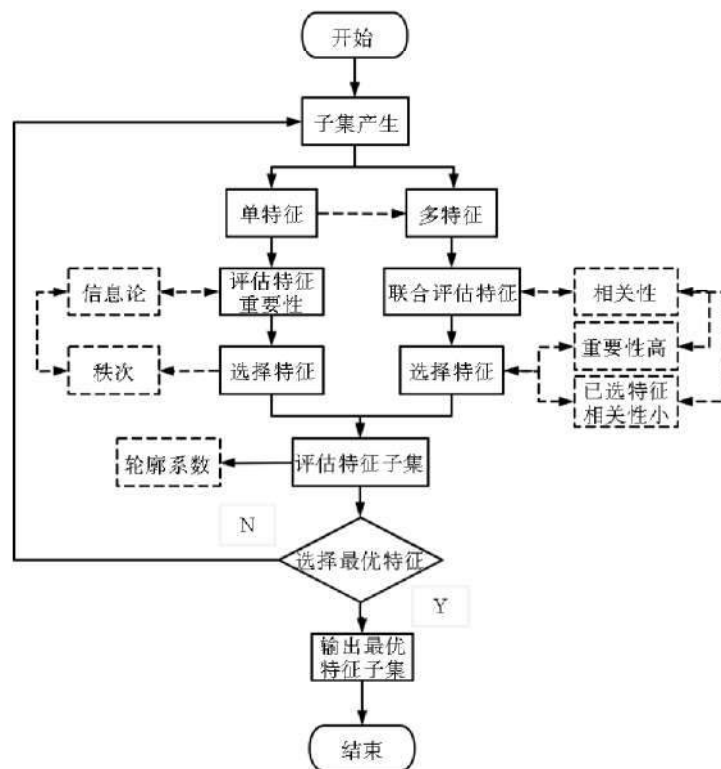 开始
子集产生
单特征
多特征
信息论
评估特征
重要性
联合评估特征
相关性
重要性高
秩次
选择特征
选择特征
已选特征
相关性小
轮廓系数
评估特征子集
N
选择最优特征
Y
输出最优
特征子集
结束